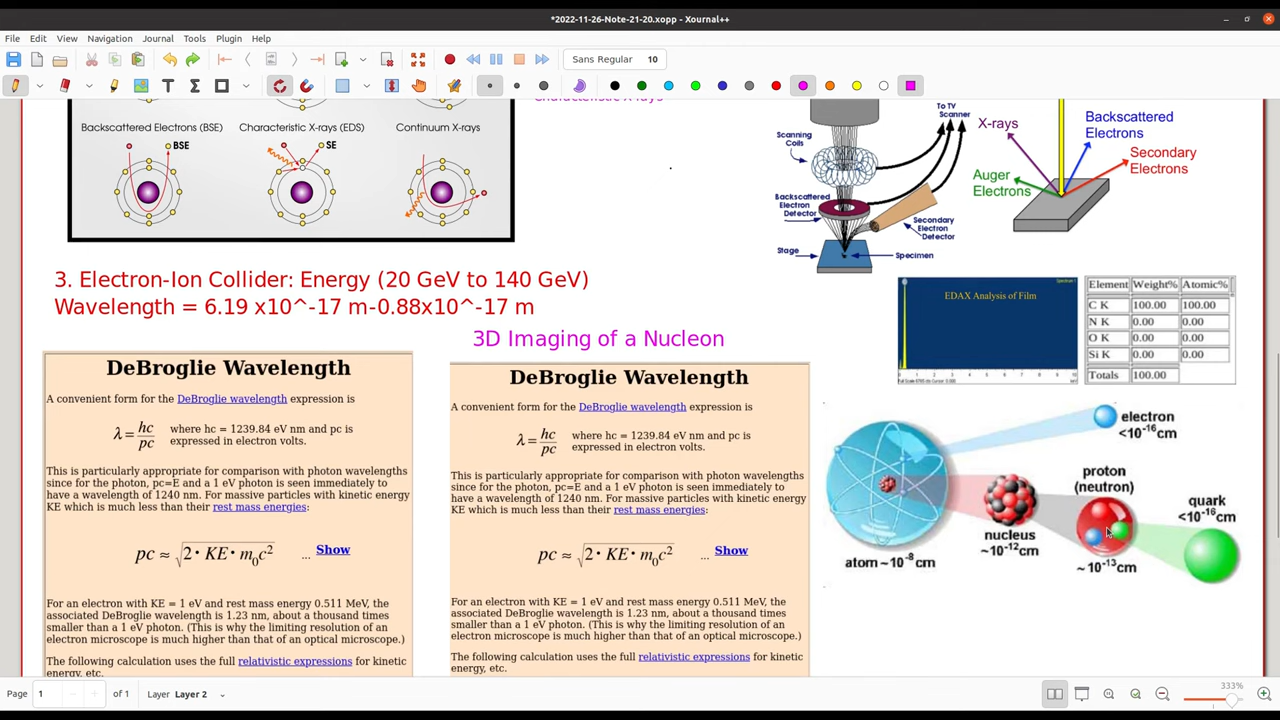 *2022-11-26-Note-21-20.xopp - Xournal++
File Edit View Navigation Journal Tools Plugin Help
Sans Regular 10
Characteristic X-rays
Backscattered Electrons (BSE)
Characteristic X-rays (EDS)
Continuum X-rays
BSE
SE
To TV
Scanner
Scanning
Coils
Backscattered
Electron
Detector
Secondary
Electron
Detector
Stage
Specimen
X-rays
Backscattered
Electrons
Secondary
Electrons
Auger
Electrons
3. Electron-Ion Collider: Energy (20 GeV to 140 GeV)
Wavelength = 6.19 x10^-17 m-0.88x10^-17 m
3D Imaging of a Nucleon
EDAX Analysis of Film
Element Weight% Atomic%
C K 100.00 100.00
N K 0.00 0.00
O K 0.00 0.00
Si K 0.00 0.00
Totals 100.00
DeBroglie Wavelength
A convenient form for the DeBroglie wavelength expression is
λ = hc/pc where hc = 1239.84 eV nm and pc is
expressed in electron volts.
This is particularly appropriate for comparison with photon wavelengths
since for the photon, pc=E and a 1 eV photon is seen immediately to
have a wavelength of 1240 nm. For massive particles with kinetic energy
KE which is much less than their rest mass energies:
pc ≈ √2·KE·m₀c² ... Show
For an electron with KE = 1 eV and rest mass energy 0.511 MeV, the
associated DeBroglie wavelength is 1.23 nm, about a thousand times
smaller than a 1 eV photon. (This is why the limiting resolution of an
electron microscope is much higher than that of an optical microscope.)
The following calculation uses the full relativistic expressions for kinetic
energy, etc.
DeBroglie Wavelength
A convenient form for the DeBroglie wavelength expression is
λ = hc/pc where hc = 1239.84 eV nm and pc is
expressed in electron volts.
This is particularly appropriate for comparison with photon wavelengths
since for the photon, pc=E and a 1 eV photon is seen immediately to
have a wavelength of 1240 nm. For massive particles with kinetic energy
KE which is much less than their rest mass energies:
pc ≈ √2·KE·m₀c² ... Show
For an electron with KE = 1 eV and rest mass energy 0.511 MeV, the
associated DeBroglie wavelength is 1.23 nm, about a thousand times
smaller than a 1 eV photon. (This is why the limiting resolution of an
electron microscope is much higher than that of an optical microscope.)
The following calculation uses the full relativistic expressions for kinetic
energy, etc.
electron
<10⁻¹⁶cm
proton
(neutron)
quark
<10⁻¹⁶cm
nucleus
~10⁻¹²cm
atom~10⁻⁸cm
~10⁻¹³cm
Page 1 of 1 Layer Layer 2
333%